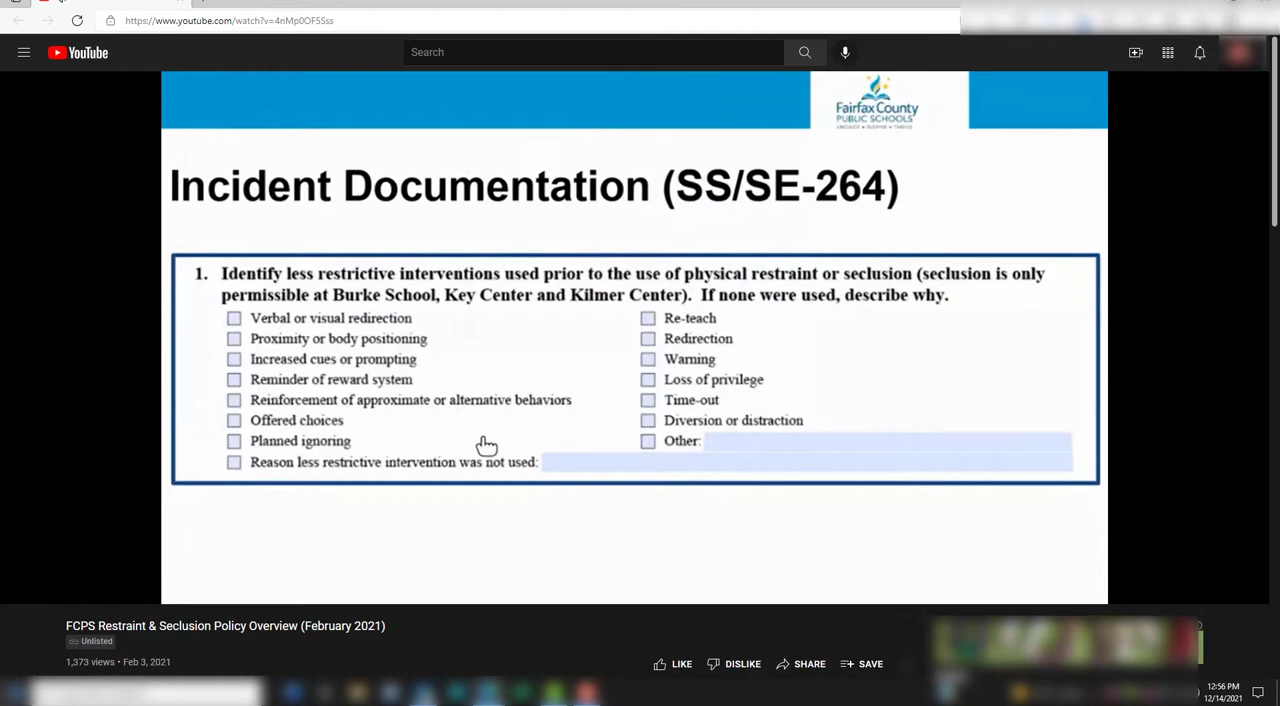 https://www.youtube.com/watch?v=4nMp0OF5Sss
YouTube
Search
Fairfax County
PUBLIC SCHOOLS
ENGAGE • INSPIRE • THRIVE
Incident Documentation (SS/SE-264)
1. Identify less restrictive interventions used prior to the use of physical restraint or seclusion (seclusion is only
permissible at Burke School, Key Center and Kilmer Center). If none were used, describe why.
Verbal or visual redirection
Proximity or body positioning
Increased cues or prompting
Reminder of reward system
Reinforcement of approximate or alternative behaviors
Offered choices
Planned ignoring
Re-teach
Redirection
Warning
Loss of privilege
Time-out
Diversion or distraction
Other:
Reason less restrictive intervention was not used:
FCPS Restraint & Seclusion Policy Overview (February 2021)
Unlisted
1,373 views • Feb 3, 2021
LIKE
DISLIKE
SHARE
SAVE
12:56 PM
12/14/2021